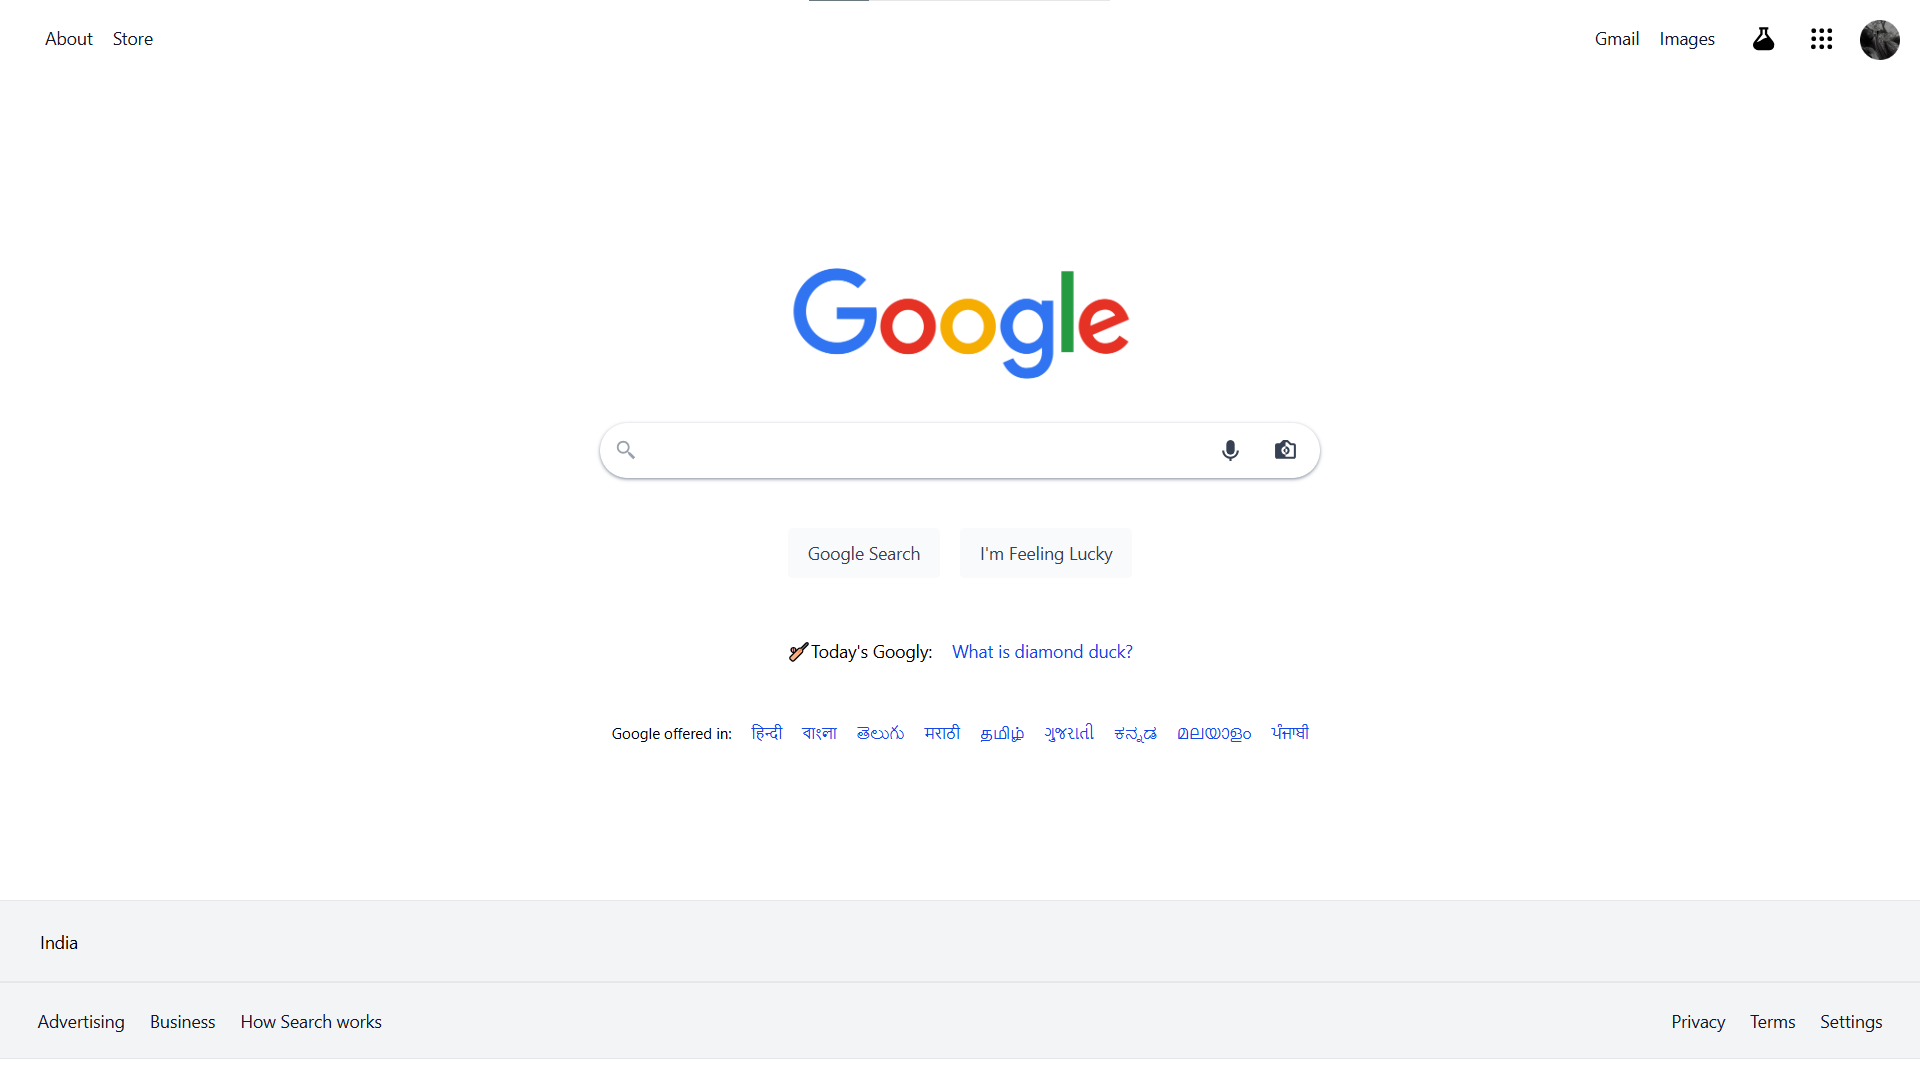 About Store
Gmail Images
Google
Google Search I'm Feeling Lucky
Today's Googly: What is diamond duck?
Google offered in: हिन्दी বাংলা తెలుగు मराठी தமிழ் ગુજરાતી ಕನ್ನಡ മലയാളം ਪੰਜਾਬੀ
India
Advertising Business How Search works
Privacy Terms Settings